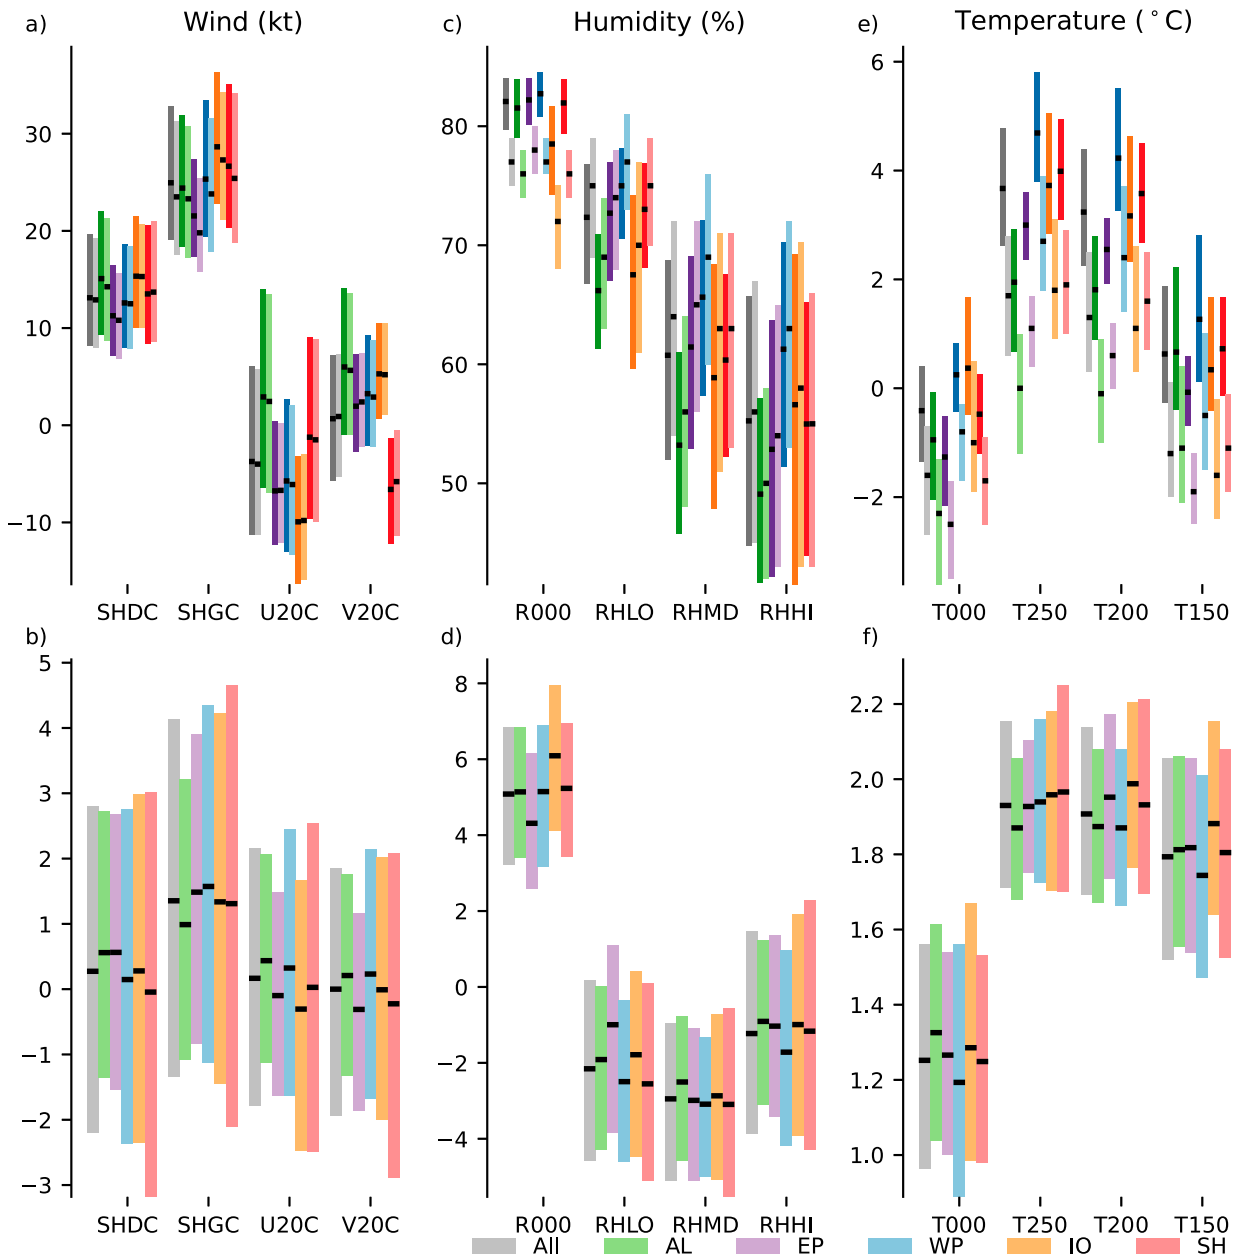 a) Wind (kt)
c) Humidity (%)
e) Temperature (°C)
30
20
10
0
−10
SHDC SHGC U20C V20C
80
70
60
50
R000 RHLO RHMD RHHI
6
4
2
0
−2
T000 T250 T200 T150
b)
5
4
3
2
1
0
−1
−2
−3
SHDC SHGC U20C V20C
d)
8
6
4
2
0
−2
−4
R000 RHLO RHMD RHHI
f)
2.2
2.0
1.8
1.6
1.4
1.2
1.0
T000 T250 T200 T150
All AL EP WP IO SH